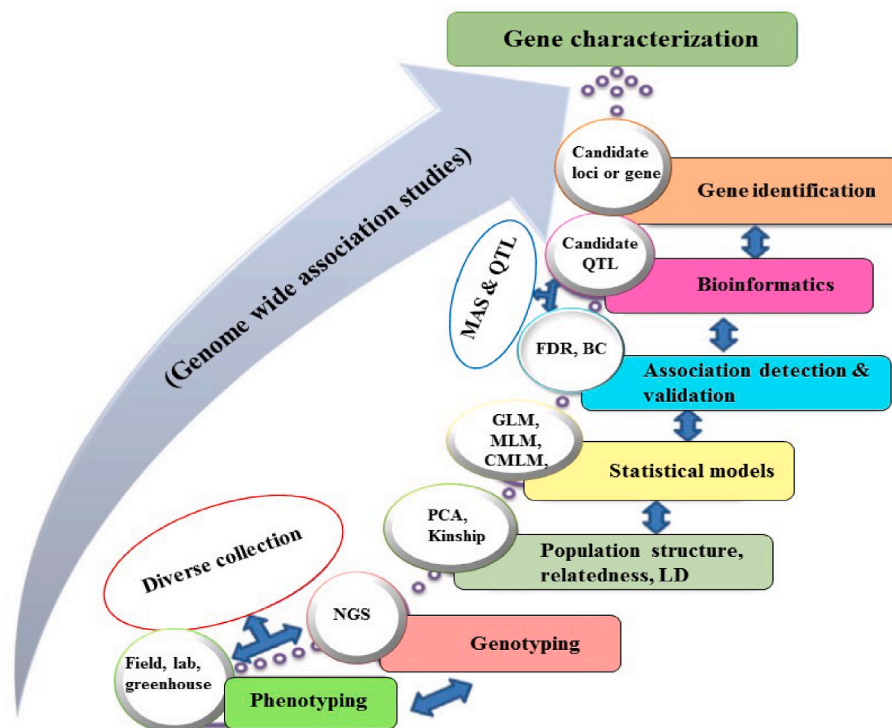 Gene characterization
Candidate
loci or gene
Gene identification
(Genome wide association studies)
Candidate
QTL
Bioinformatics
MAS & QTL
FDR, BC
Association detection &
validation
GLM,
MLM,
CMLM,
Statistical models
PCA,
Kinship
Population structure,
relatedness, LD
Diverse collection
NGS
Genotyping
Field, lab,
greenhouse
Phenotyping